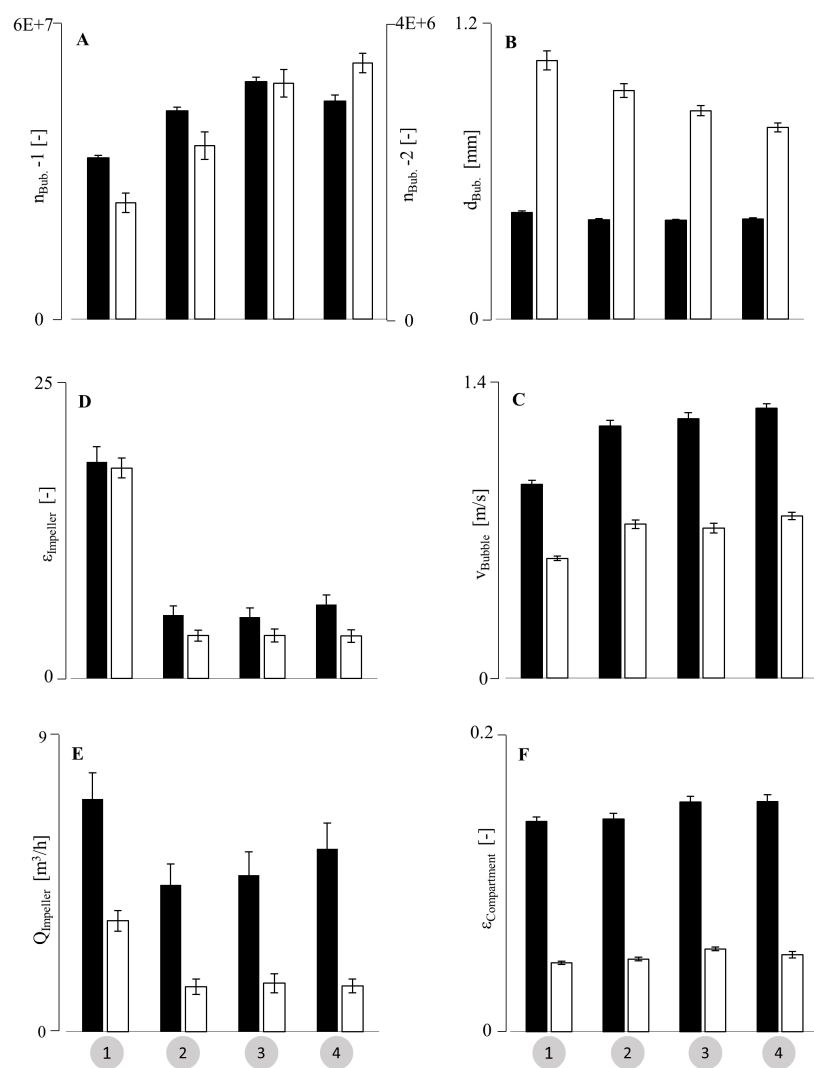 6E+7
A
4E+6
n_Bub. -1 [-]
n_Bub. -2 [-]
0
0
1.2
B
d_Bub. [mm]
0
25
D
ε_Impeller [-]
0
1.4
C
v_Bubble [m/s]
0
9
E
Q_Impeller [m³/h]
0
0.2
F
ε_Compartment [-]
0
1 2 3 4
1 2 3 4